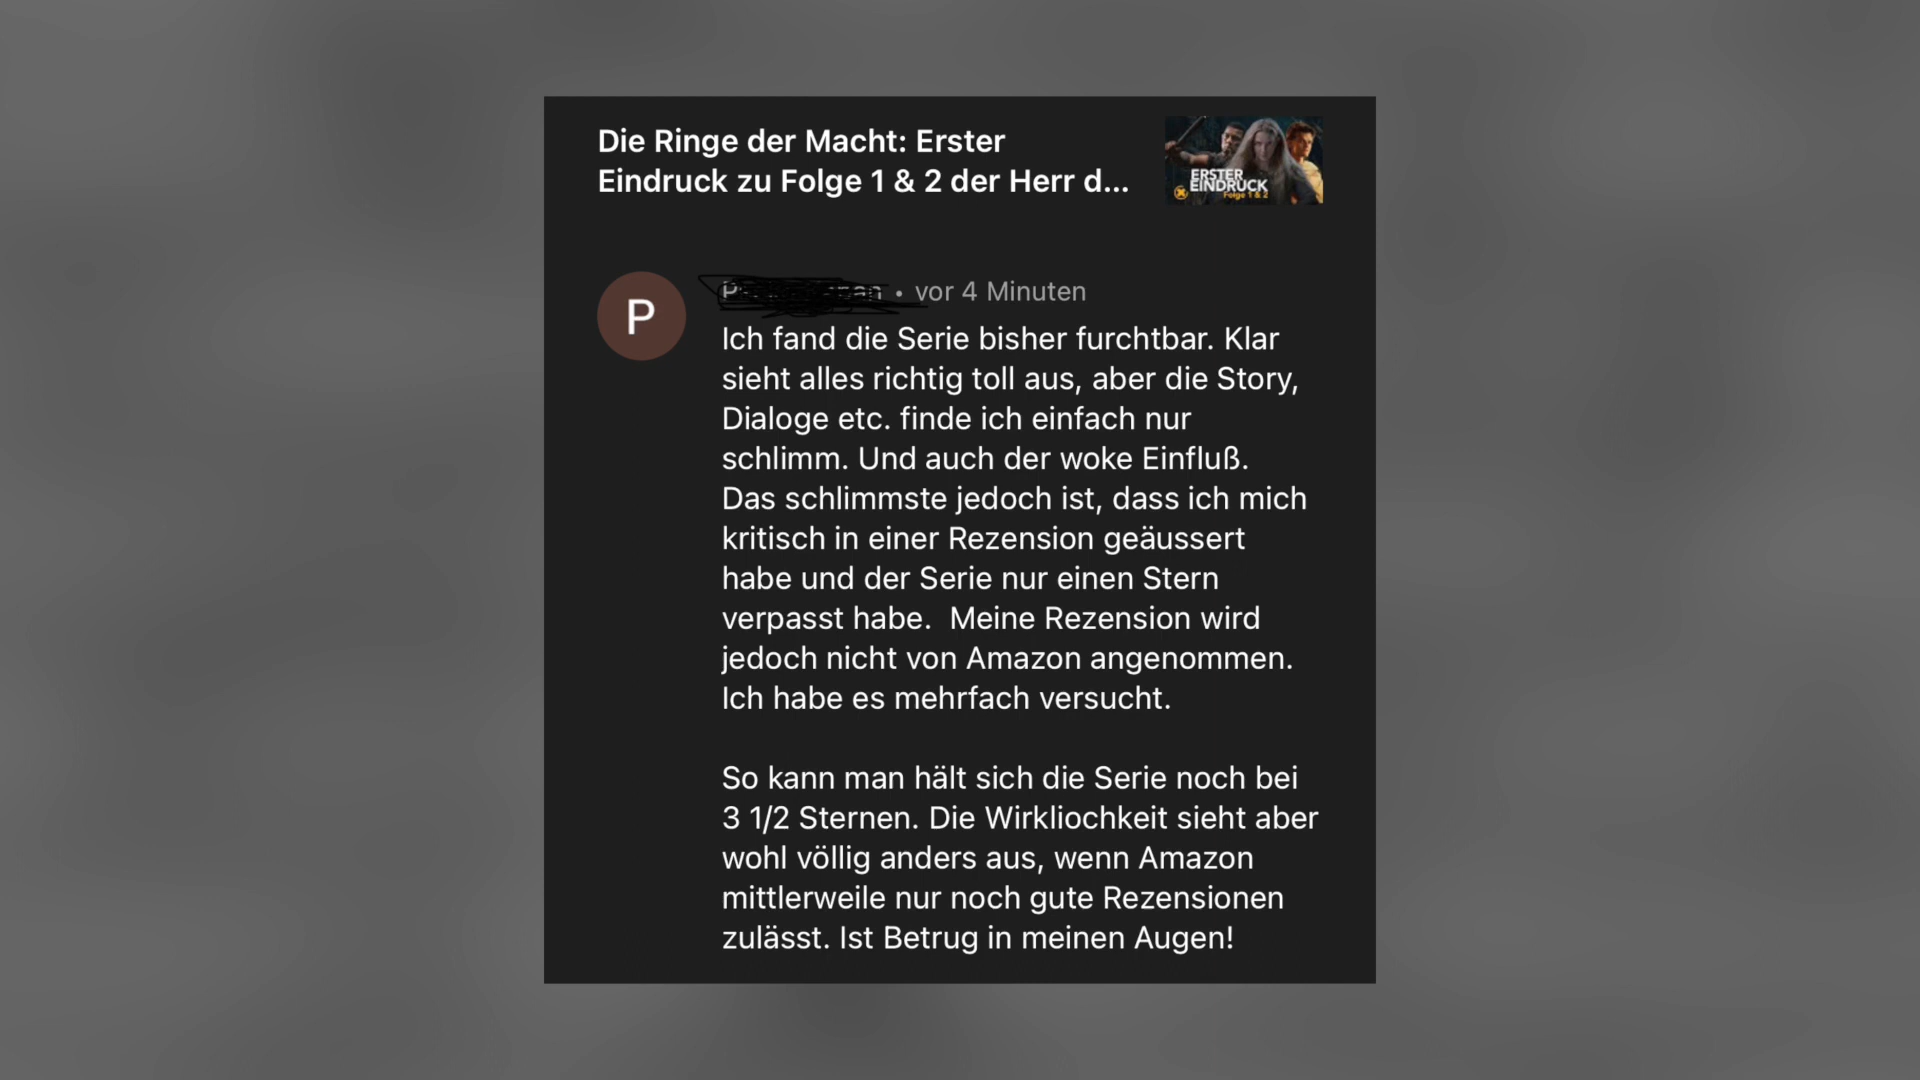 Die Ringe der Macht: Erster
Eindruck zu Folge 1 & 2 der Herr d...
ERSTER
EINDRUCK
Folge 1 & 2
P
vor 4 Minuten
Ich fand die Serie bisher furchtbar. Klar
sieht alles richtig toll aus, aber die Story,
Dialoge etc. finde ich einfach nur
schlimm. Und auch der woke Einfluß.
Das schlimmste jedoch ist, dass ich mich
kritisch in einer Rezension geäussert
habe und der Serie nur einen Stern
verpasst habe.  Meine Rezension wird
jedoch nicht von Amazon angenommen.
Ich habe es mehrfach versucht.
So kann man hält sich die Serie noch bei
3 1/2 Sternen. Die Wirkliochkeit sieht aber
wohl völlig anders aus, wenn Amazon
mittlerweile nur noch gute Rezensionen
zulässt. Ist Betrug in meinen Augen!